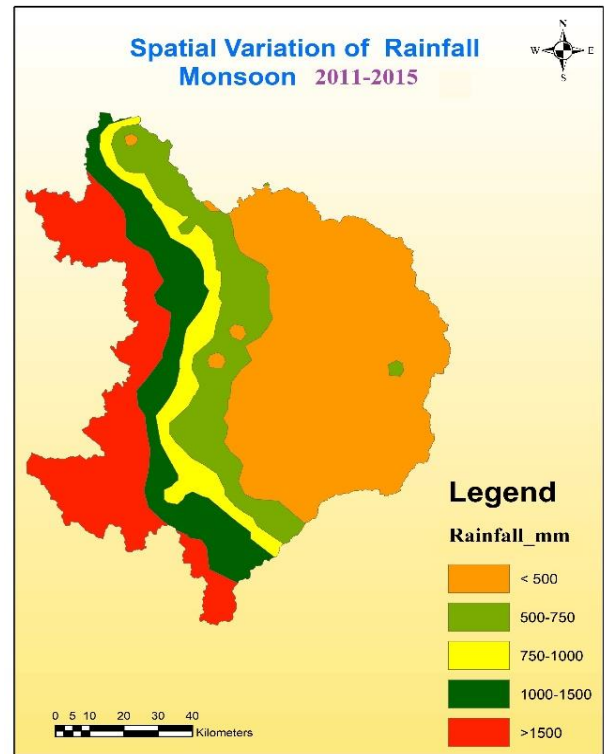 Spatial Variation of Rainfall
Monsoon 2011-2015
N
W E
S
Legend
Rainfall_mm
< 500
500-750
750-1000
1000-1500
>1500
0 5 10 20 30 40
Kilometers